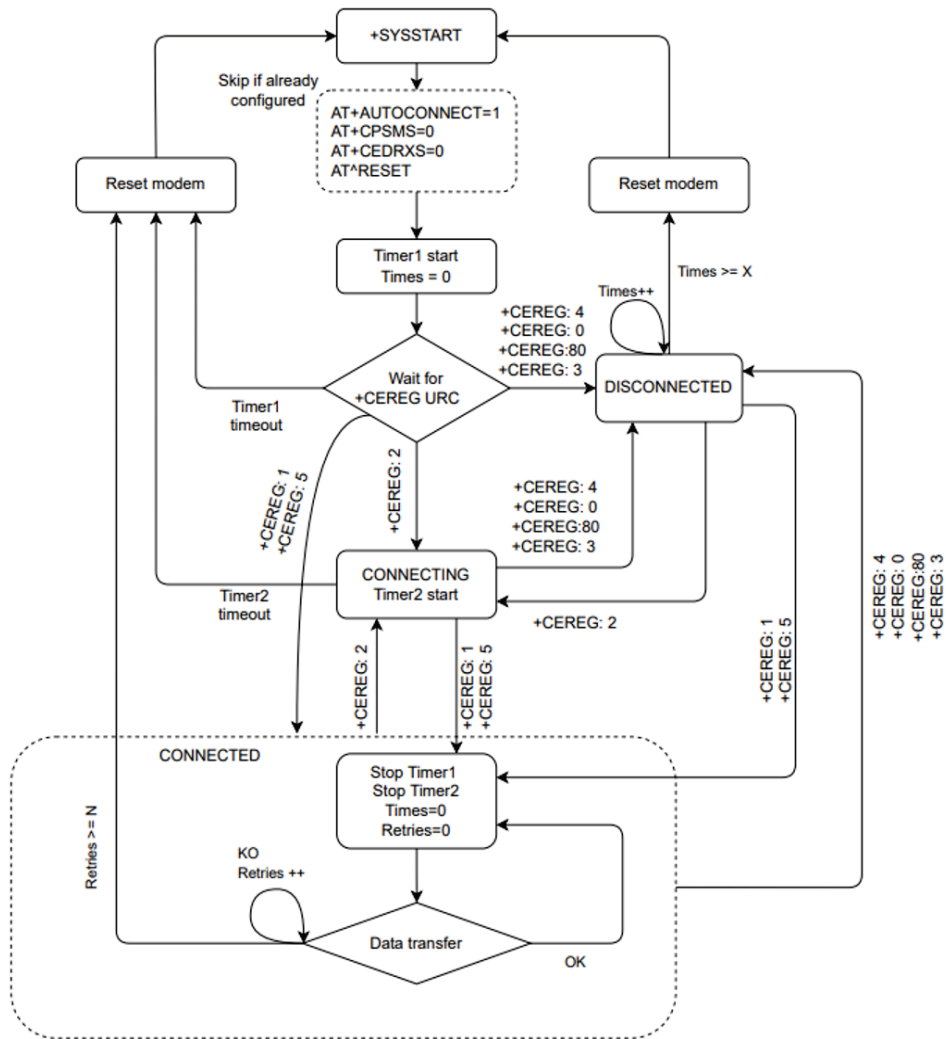 +SYSSTART
Skip if already
configured
AT+AUTOCONNECT=1
AT+CPSMS=0
AT+CEDRXS=0
AT^RESET
Reset modem
Reset modem
Timer1 start
Times = 0
Times >= X
Times++
+CEREG: 4
+CEREG: 0
+CEREG:80
+CEREG: 3
Wait for
+CEREG URC
DISCONNECTED
Timer1
timeout
+CEREG: 1
+CEREG: 5
+CEREG: 2
+CEREG: 4
+CEREG: 0
+CEREG:80
+CEREG: 3
CONNECTING
Timer2 start
Timer2
timeout
+CEREG: 2
+CEREG: 4
+CEREG: 0
+CEREG:80
+CEREG: 3
+CEREG: 2
+CEREG: 1
+CEREG: 5
+CEREG: 1
+CEREG: 5
CONNECTED
Stop Timer1
Stop Timer2
Times=0
Retries=0
Retries >= N
KO
Retries ++
Data transfer
OK